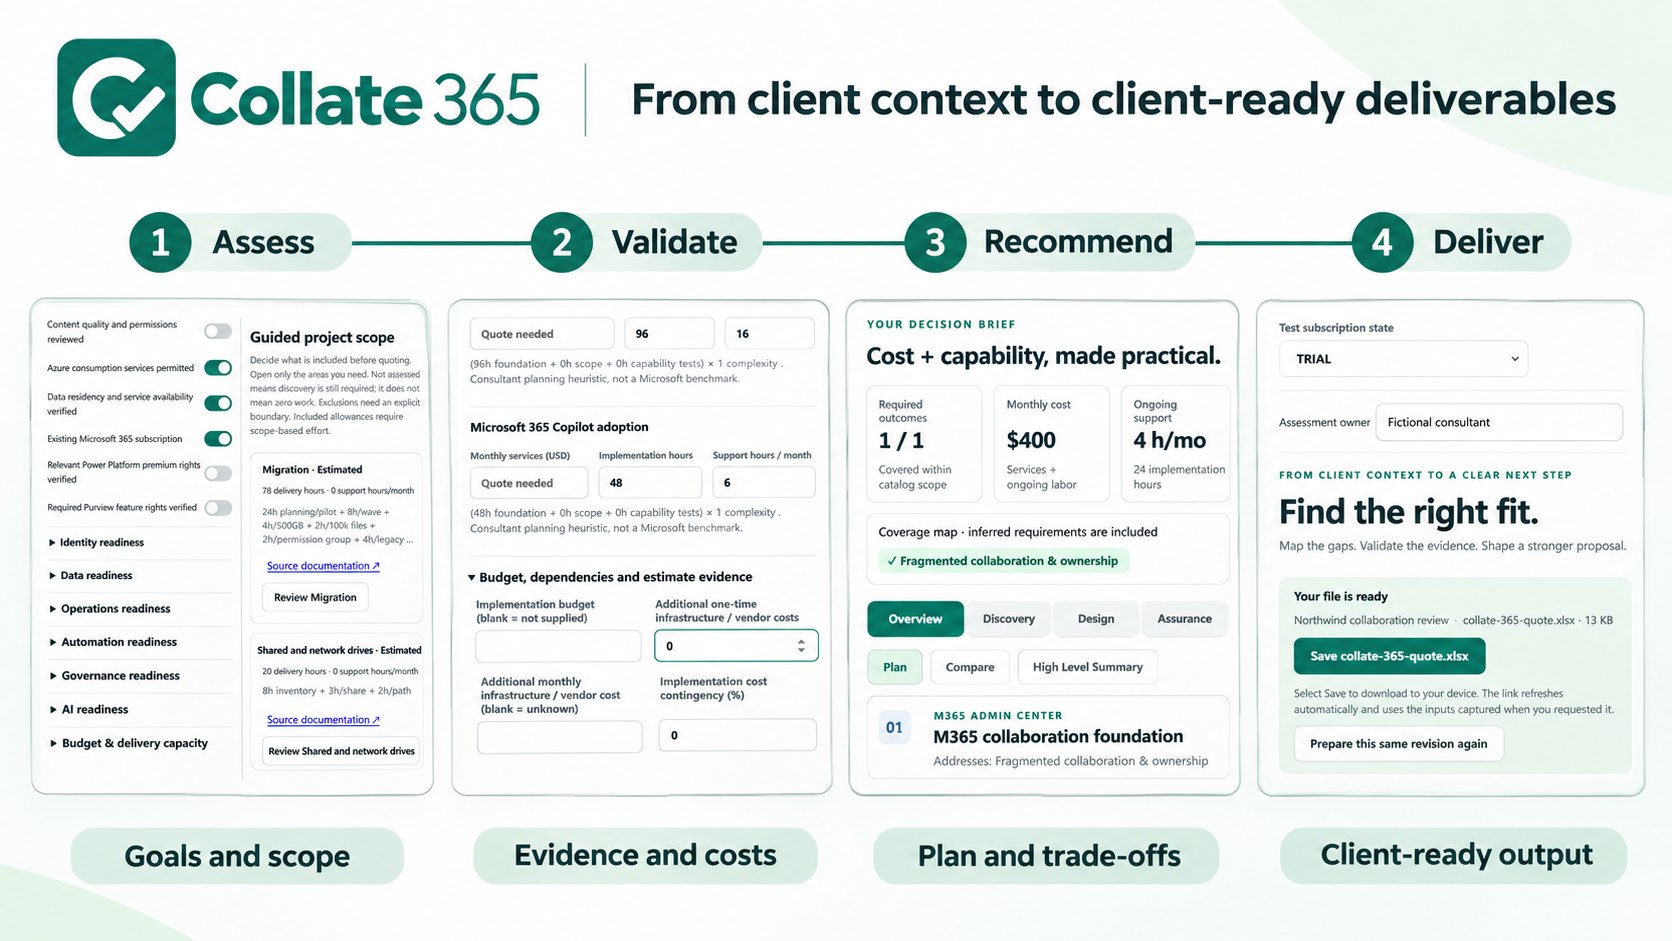 Collate 365
From client context to client-ready deliverables
1 Assess
2 Validate
3 Recommend
4 Deliver
Content quality and permissions
reviewed
Azure consumption services permitted
Data residency and service availability
verified
Existing Microsoft 365 subscription
Relevant Power Platform premium rights
verified
Required Purview feature rights verified
Identity readiness
Data readiness
Operations readiness
Automation readiness
Governance readiness
AI readiness
Budget & delivery capacity
Guided project scope
Decide what is included before quoting.
Open only the areas you need. Not assessed
means discovery is still required; it does not
mean zero work. Exclusions need an explicit
boundary. Included allowances require
scope-based effort.
Migration · Estimated
78 delivery hours · 0 support hours/month
24h planning/pilot + 8h/wave +
4h/500GB + 2h/100k files +
2h/permission group + 4h/legacy ...
Source documentation ↗
Review Migration
Shared and network drives · Estimated
20 delivery hours · 0 support hours/month
8h inventory + 3h/share + 2h/path
Source documentation ↗
Review Shared and network drives
Quote needed 96 16
(96h foundation + 0h scope + 0h capability tests) × 1 complexity .
Consultant planning heuristic, not a Microsoft benchmark.
Microsoft 365 Copilot adoption
Monthly services (USD) Implementation hours Support hours / month
Quote needed 48 6
(48h foundation + 0h scope + 0h capability tests) × 1 complexity .
Consultant planning heuristic, not a Microsoft benchmark.
Budget, dependencies and estimate evidence
Implementation budget
(blank = not supplied)
Additional one-time
infrastructure / vendor costs
0
Additional monthly
infrastructure / vendor cost
(blank = unknown)
Implementation cost
contingency (%)
0
YOUR DECISION BRIEF
Cost + capability, made practical.
Required
outcomes
1 / 1
Covered within
catalog scope
Monthly cost
$400
Services +
ongoing labor
Ongoing
support
4 h/mo
24 implementation
hours
Coverage map · inferred requirements are included
✓ Fragmented collaboration & ownership
Overview Discovery Design Assurance
Plan Compare High Level Summary
01
M365 ADMIN CENTER
M365 collaboration foundation
Addresses: Fragmented collaboration & ownership
Test subscription state
TRIAL
Assessment owner Fictional consultant
FROM CLIENT CONTEXT TO A CLEAR NEXT STEP
Find the right fit.
Map the gaps. Validate the evidence. Shape a stronger proposal.
Your file is ready
Northwind collaboration review · collate-365-quote.xlsx · 13 KB
Save collate-365-quote.xlsx
Select Save to download to your device. The link refreshes
automatically and uses the inputs captured when you requested it.
Prepare this same revision again
Goals and scope
Evidence and costs
Plan and trade-offs
Client-ready output